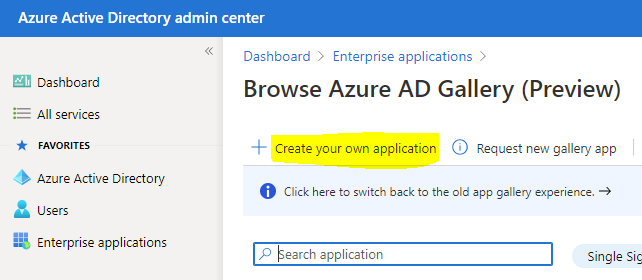 Azure Active Directory admin center
Dashboard
All services
FAVORITES
Azure Active Directory
Users
Enterprise applications
Dashboard > Enterprise applications >
Browse Azure AD Gallery (Preview)
+ Create your own application Request new gallery app
Click here to switch back to the old app gallery experience. →
Search application Single Sig